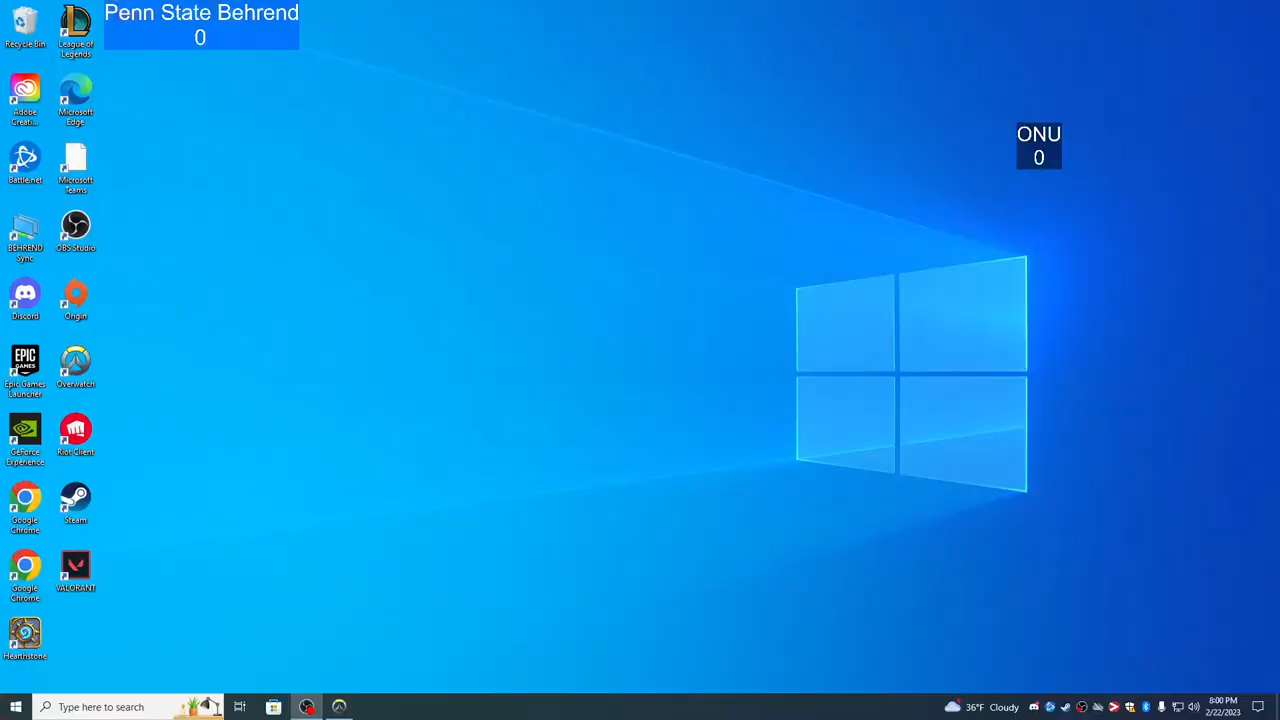 Penn State Behrend
0
ONU
0
Recycle Bin
League of
Legends
Adobe
Creati...
Microsoft
Edge
Battle.net
Microsoft
Teams
BEHREND
Sync
OBS Studio
Discord
Origin
EPIC
GAMES
Epic Games
Launcher
Overwatch
GeForce
Experience
Riot Client
Google
Chrome
Steam
Google
Chrome
VALORANT
Hearthstone
Type here to search
36°F Cloudy
8:00 PM
2/22/2023